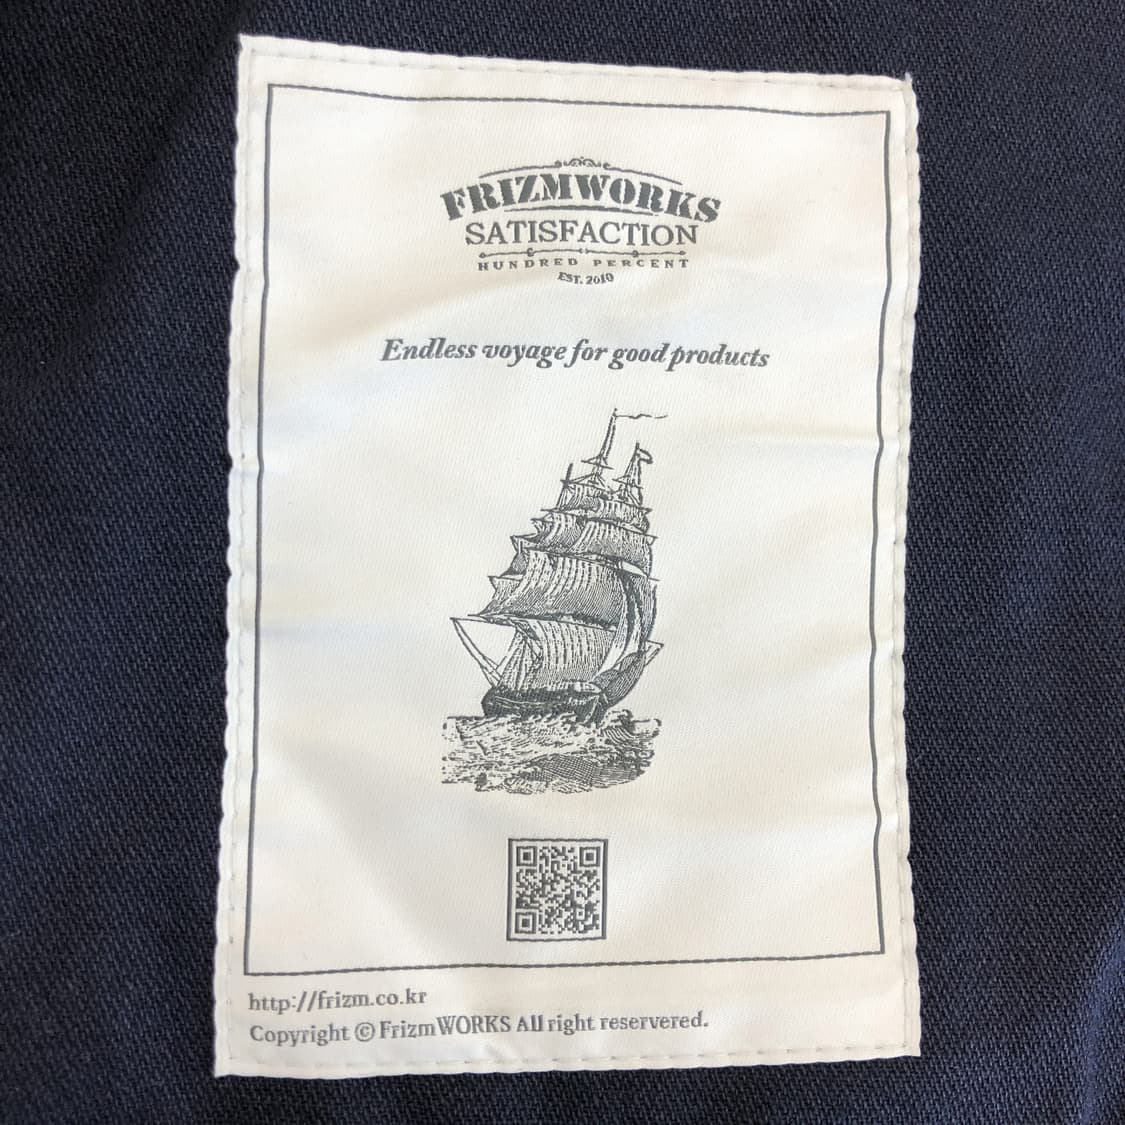 FRIZMWORKS
SATISFACTION
HUNDRED PERCENT
EST. 2010
Endless voyage for good products
http://frizm.co.kr
Copyright © FrizmWORKS All right reservered.